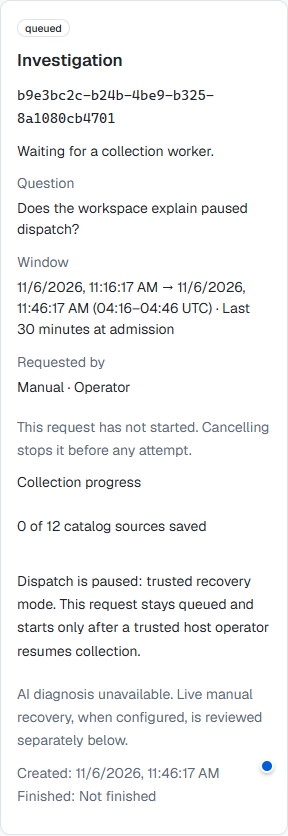 queued
Investigation
b9e3bc2c-b24b-4be9-b325-
8a1080cb4701
Waiting for a collection worker.
Question
Does the workspace explain paused
dispatch?
Window
11/6/2026, 11:16:17 AM → 11/6/2026,
11:46:17 AM (04:16–04:46 UTC) · Last
30 minutes at admission
Requested by
Manual · Operator
This request has not started. Cancelling
stops it before any attempt.
Collection progress
0 of 12 catalog sources saved
Dispatch is paused: trusted recovery
mode. This request stays queued and
starts only after a trusted host operator
resumes collection.
AI diagnosis unavailable. Live manual
recovery, when configured, is reviewed
separately below.
Created: 11/6/2026, 11:46:17 AM
Finished: Not finished